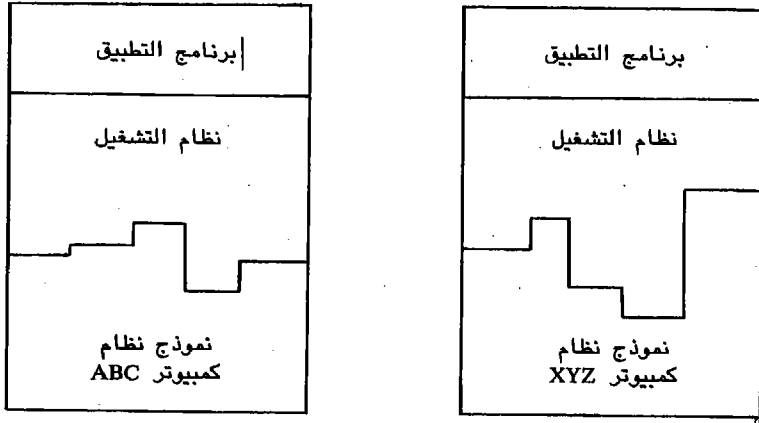 برنامج التطبيق
نظام التشغيل
نموذج نظام
كمبيوتر ABC
برنامج التطبيق
نظام التشغيل
نموذج نظام
كمبيوتر XYZ